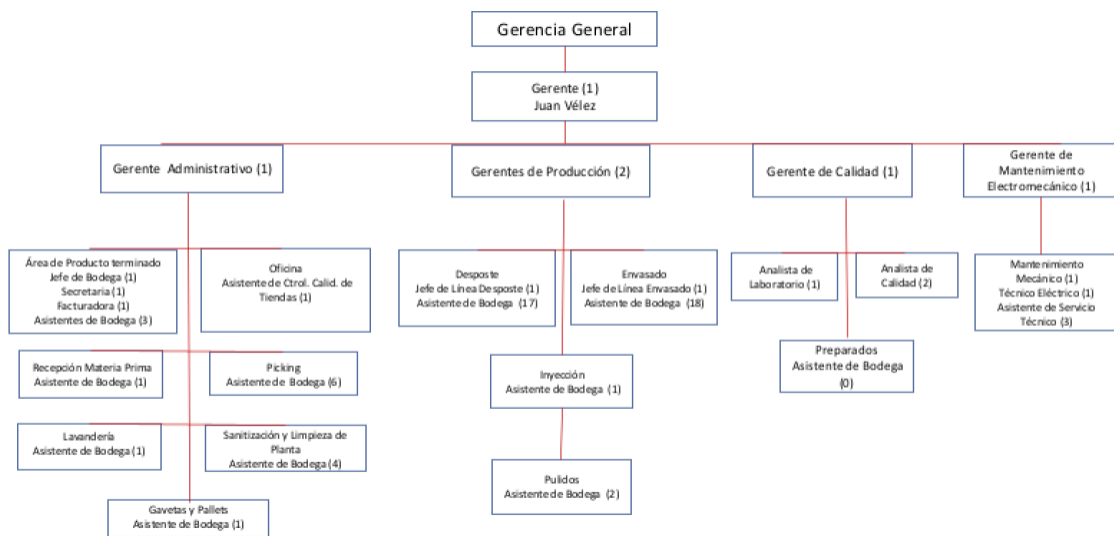 Gerencia General
Gerente (1)
Juan Vélez
Gerente Administrativo (1)
Gerentes de Producción (2)
Gerente de Calidad (1)
Gerente de
Mantenimiento
Electromecánico (1)
Área de Producto terminado
Jefe de Bodega (1)
Secretaria (1)
Facturadora (1)
Asistentes de Bodega (3)
Oficina
Asistente de Ctrol. Calid. de
Tiendas (1)
Desposte
Jefe de Línea Desposte (1)
Asistente de Bodega (17)
Envasado
Jefe de Línea Envasado (1)
Asistente de Bodega (18)
Analista de
Laboratorio (1)
Analista de
Calidad (2)
Mantenimiento
Mecánico (1)
Técnico Eléctrico (1)
Asistente de Servicio
Técnico (3)
Recepción Materia Prima
Asistente de Bodega (1)
Picking
Asistente de Bodega (6)
Inyección
Asistente de Bodega (1)
Preparados
Asistente de Bodega
(0)
Lavandería
Asistente de Bodega (1)
Sanitización y Limpieza de
Planta
Asistente de Bodega (4)
Pulidos
Asistente de Bodega (2)
Gavetas y Pallets
Asistente de Bodega (1)